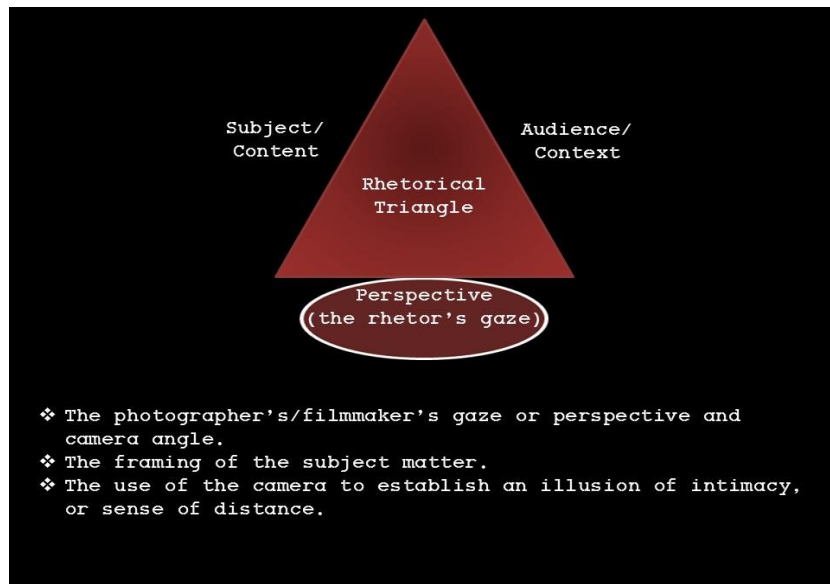 Subject/
Content
Audience/
Context
Rhetorical
Triangle
Perspective
(the rhetor's gaze)
❖ The photographer's/filmmaker's gaze or perspective and
camera angle.
❖ The framing of the subject matter.
❖ The use of the camera to establish an illusion of intimacy,
or sense of distance.